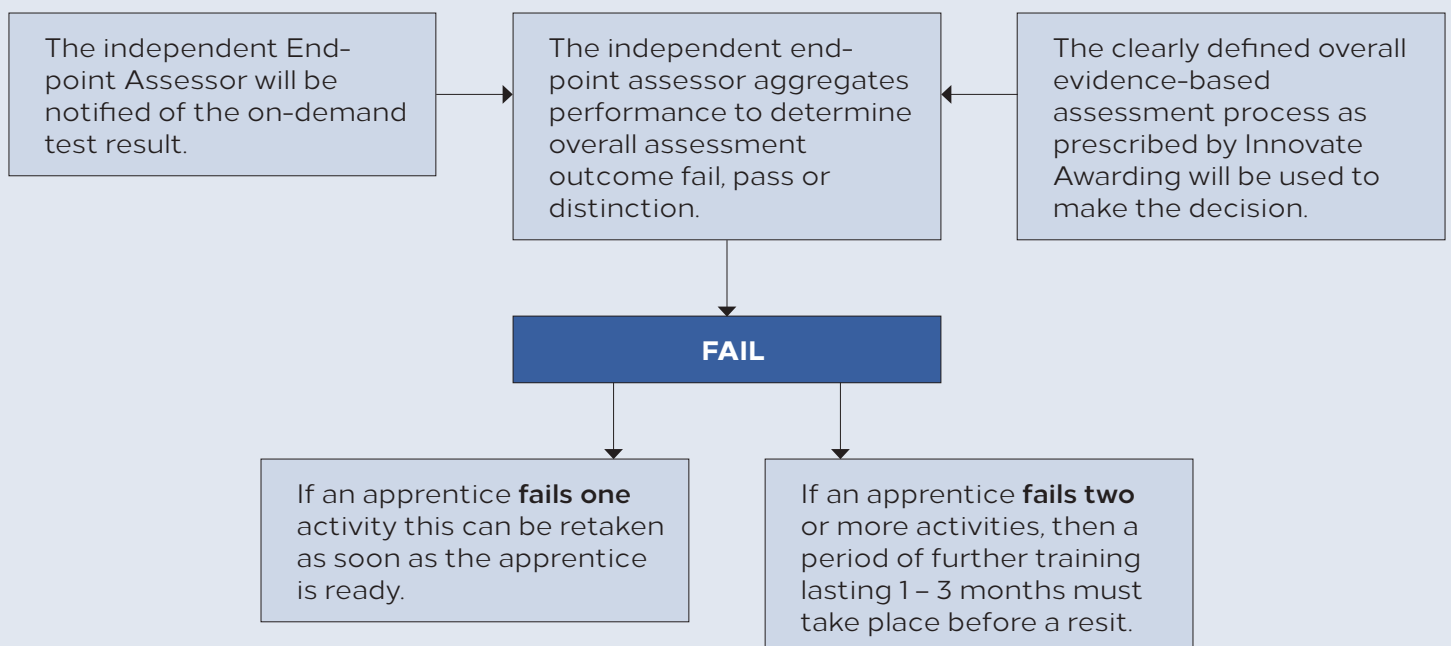 The independent End-
point Assessor will be
notified of the on-demand
test result.
The independent end-
point assessor aggregates
performance to determine
overall assessment
outcome fail, pass or
distinction.
The clearly defined overall
evidence-based
assessment process as
prescribed by Innovate
Awarding will be used to
make the decision.
FAIL
If an apprentice fails one
activity this can be retaken
as soon as the apprentice
is ready.
If an apprentice fails two
or more activities, then a
period of further training
lasting 1 – 3 months must
take place before a resit.